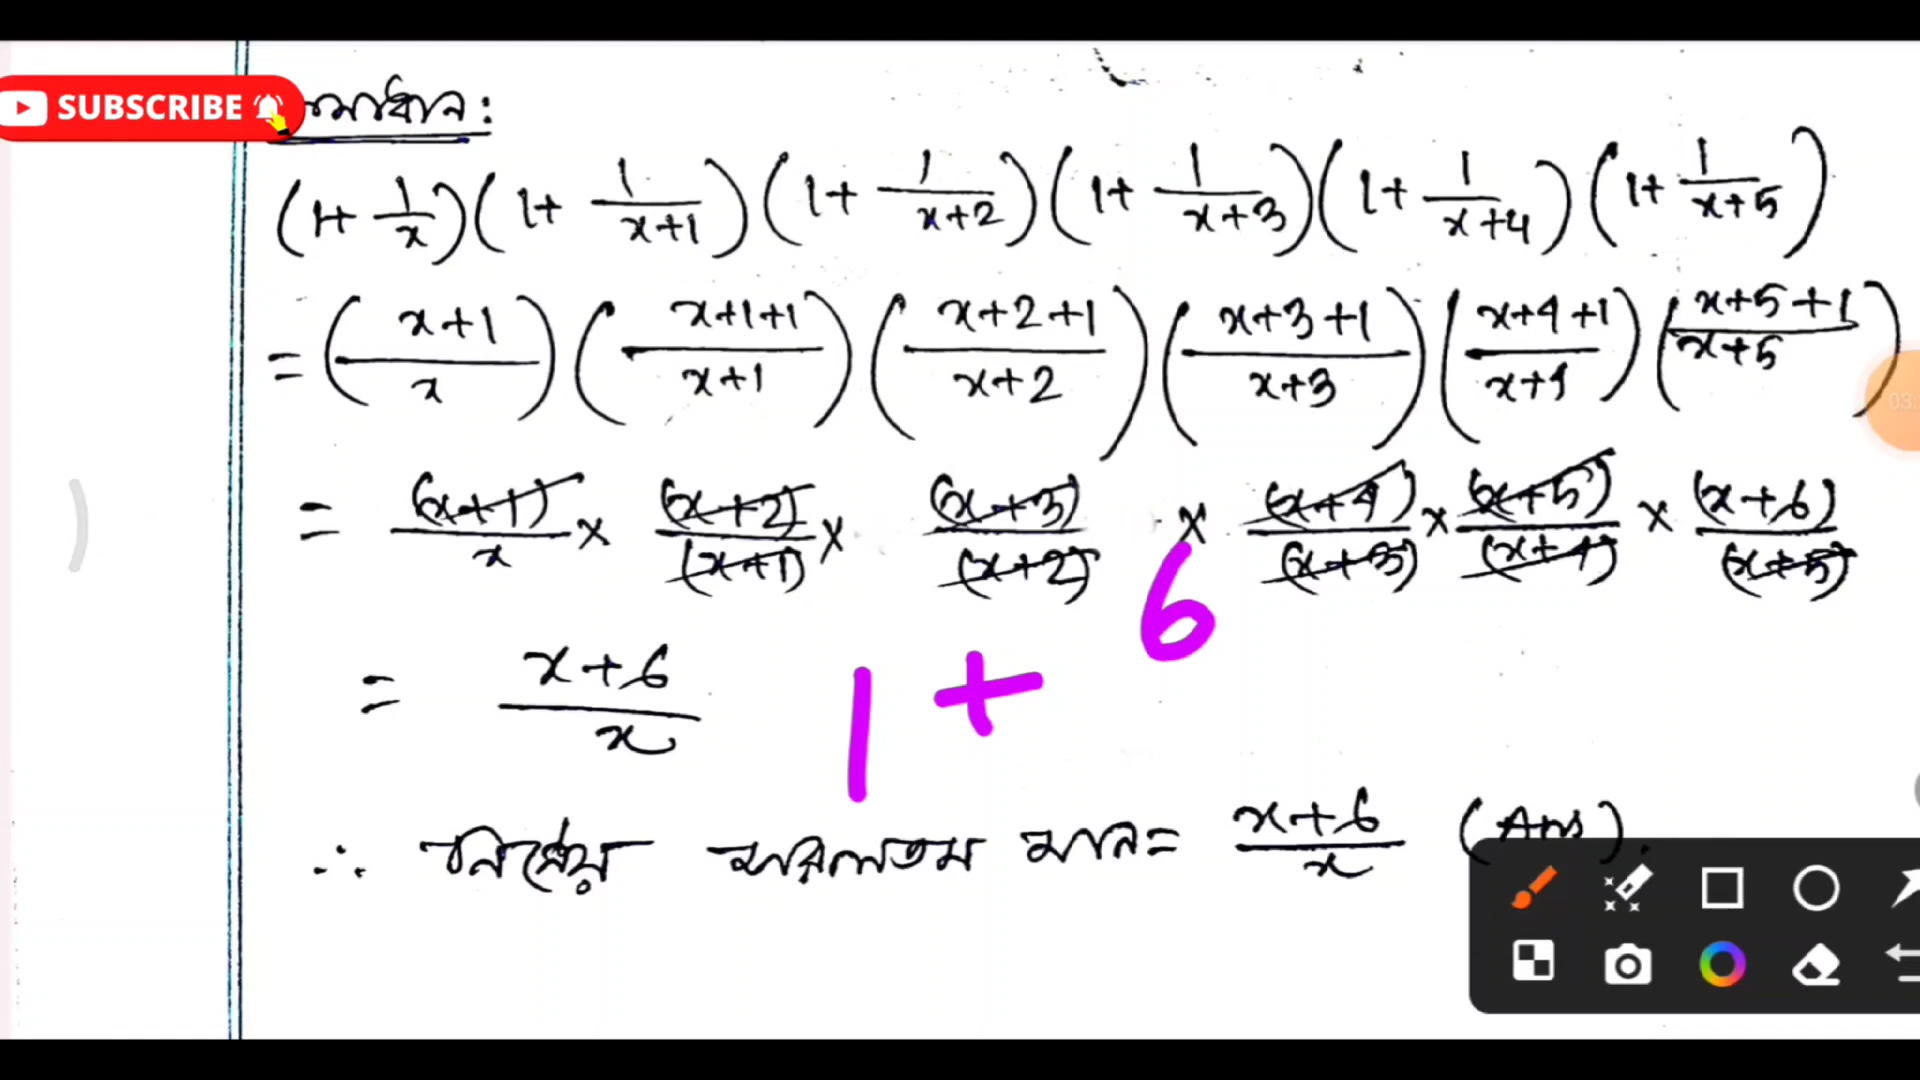 SUBSCRIBE
সমাধান :
(1+ 1/x)(1+ 1/(x+1))(1+ 1/(x+2))(1+ 1/(x+3))(1+ 1/(x+4))(1+ 1/(x+5))
= ((x+1)/x)((x+1+1)/(x+1))((x+2+1)/(x+2))((x+3+1)/(x+3))((x+4+1)/(x+4))((x+5+1)/(x+5))
= (x+1)/x × (x+2)/(x+1) × (x+3)/(x+2) × (x+4)/(x+3) × (x+5)/(x+4) × (x+6)/(x+5)
= (x+6)/x
1 + 6
∴ নির্ণেয় সরলতম মান = (x+6)/x (Ans).